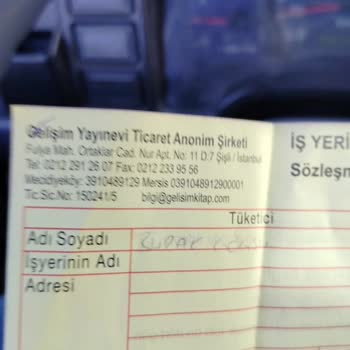 Gelişim Yayınevi Ticaret Anonim Şirketi
Fulya Mah. Ortaklar Cad. Nur Apt. No: 11 D.7 Şişli / İstanbul
Tel: 0212 291 26 07 Fax: 0212 233 95 56
Mecidiyeköy: 3910489129 Mersis 0391048912900001
Tic.Sic.No: 150241/5 bilgi@gelisimkitap.com
İŞ YERİ
Sözleşm
Tüketici
Adı Soyadı
İşyerinin Adı
Adresi